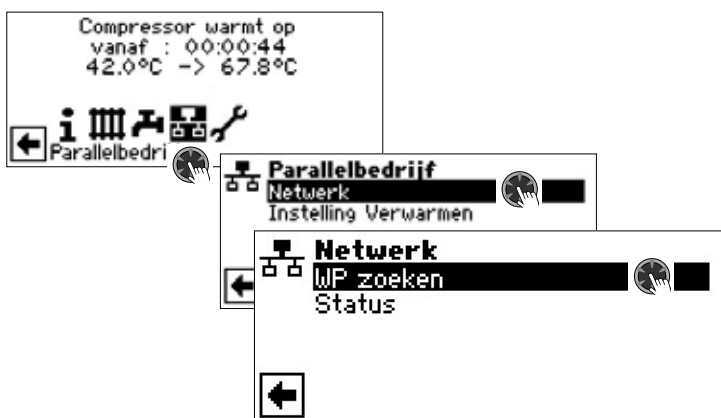 Compressor warmt op
vanaf : 00:00:44
42.0°C -> 67.8°C
Parallelbedri
Parallelbedrijf
Netwerk
Instelling Verwarmen
Netwerk
WP zoeken
Status